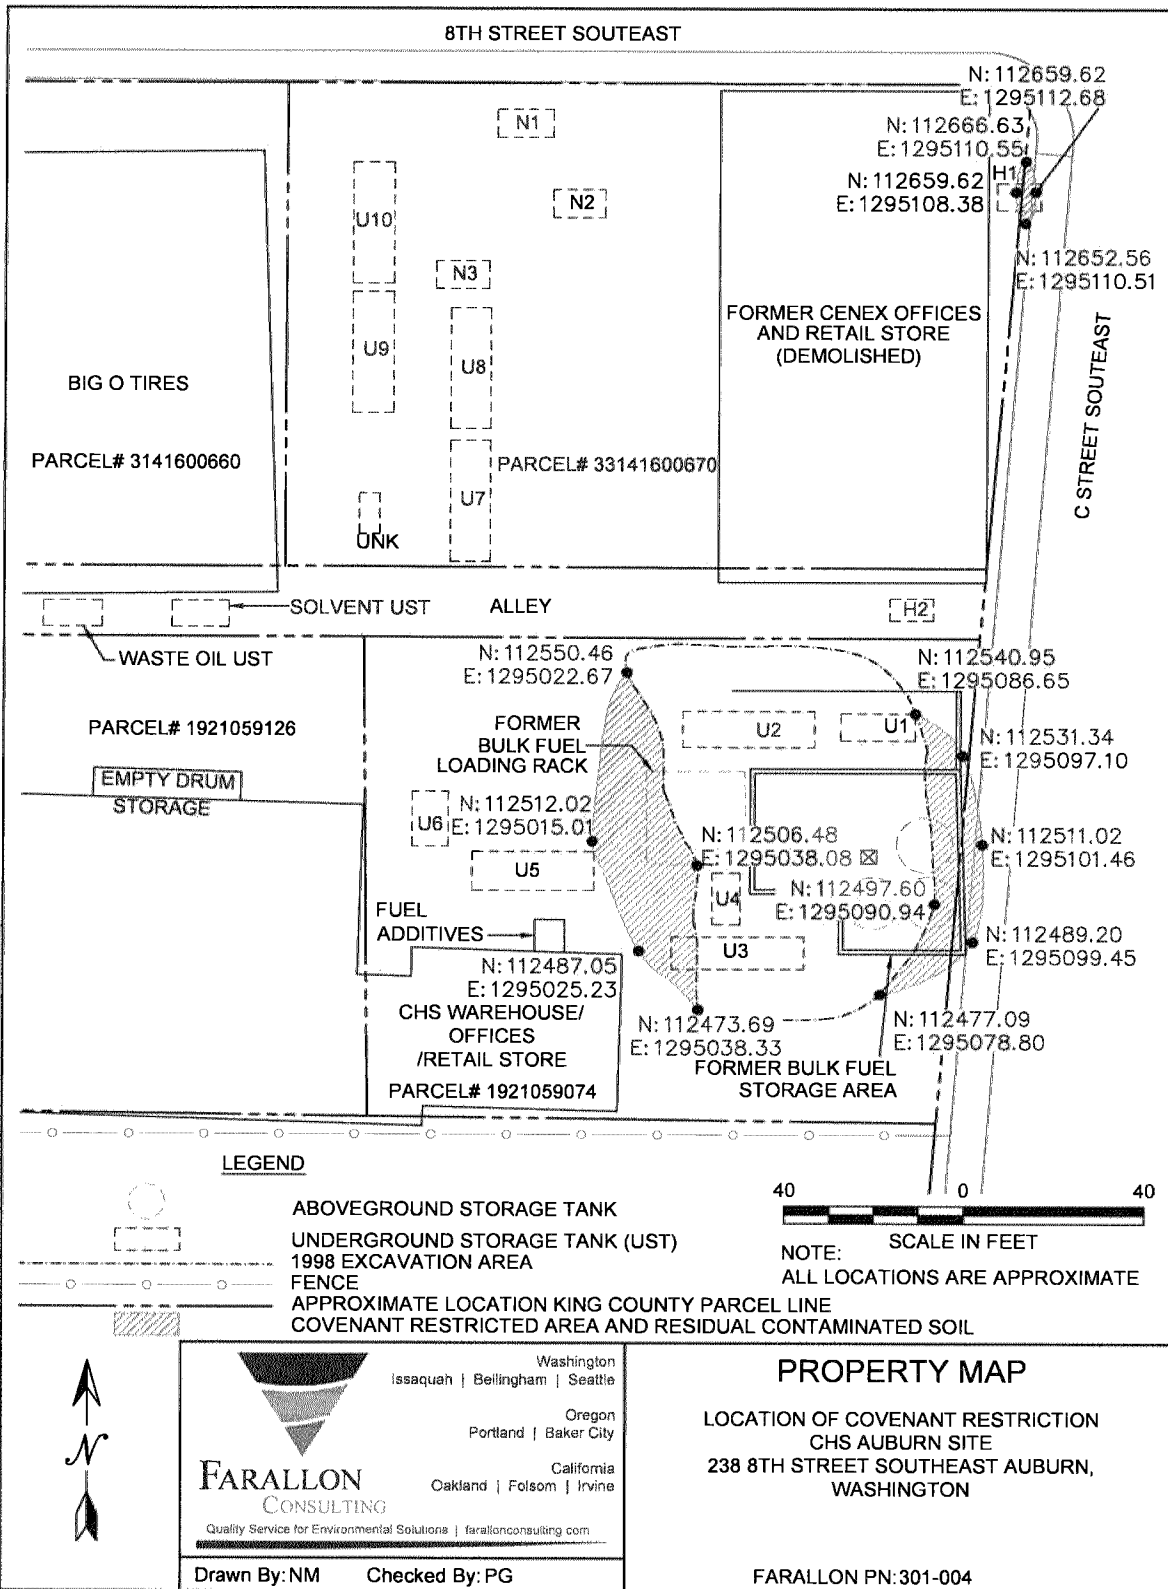 8TH STREET SOUTEAST
N: 112659.62
E: 1295112.68
N: 112666.63
E: 1295110.55
N: 112659.62
E: 1295108.38
H1
N: 112652.56
E: 1295110.51
N1
N2
N3
U10
U9
U8
U7
UNK
BIG O TIRES
PARCEL# 3141600660
PARCEL# 33141600670
FORMER CENEX OFFICES
AND RETAIL STORE
(DEMOLISHED)
C STREET SOUTEAST
SOLVENT UST
ALLEY
H2
WASTE OIL UST
N: 112550.46
E: 1295022.67
N: 112540.95
E: 1295086.65
PARCEL# 1921059126
FORMER
BULK FUEL
LOADING RACK
U2
U1
N: 112531.34
E: 1295097.10
EMPTY DRUM
STORAGE
U6
N: 112512.02
E: 1295015.01
N: 112506.48
E: 1295038.08
N: 112511.02
E: 1295101.46
U5
U4
N: 112497.60
E: 1295090.94
FUEL
ADDITIVES
U3
N: 112489.20
E: 1295099.45
N: 112487.05
E: 1295025.23
CHS WAREHOUSE/
OFFICES
/RETAIL STORE
N: 112473.69
E: 1295038.33
N: 112477.09
E: 1295078.80
FORMER BULK FUEL
STORAGE AREA
PARCEL# 1921059074
LEGEND
ABOVEGROUND STORAGE TANK
UNDERGROUND STORAGE TANK (UST)
1998 EXCAVATION AREA
FENCE
APPROXIMATE LOCATION KING COUNTY PARCEL LINE
COVENANT RESTRICTED AREA AND RESIDUAL CONTAMINATED SOIL
40 0 40
SCALE IN FEET
NOTE:
ALL LOCATIONS ARE APPROXIMATE
N
FARALLON
CONSULTING
Washington
Issaquah | Bellingham | Seattle
Oregon
Portland | Baker City
California
Oakland | Folsom | Irvine
Quality Service for Environmental Solutions | farallonconsulting.com
Drawn By: NM Checked By: PG
PROPERTY MAP
LOCATION OF COVENANT RESTRICTION
CHS AUBURN SITE
238 8TH STREET SOUTHEAST AUBURN,
WASHINGTON
FARALLON PN: 301-004